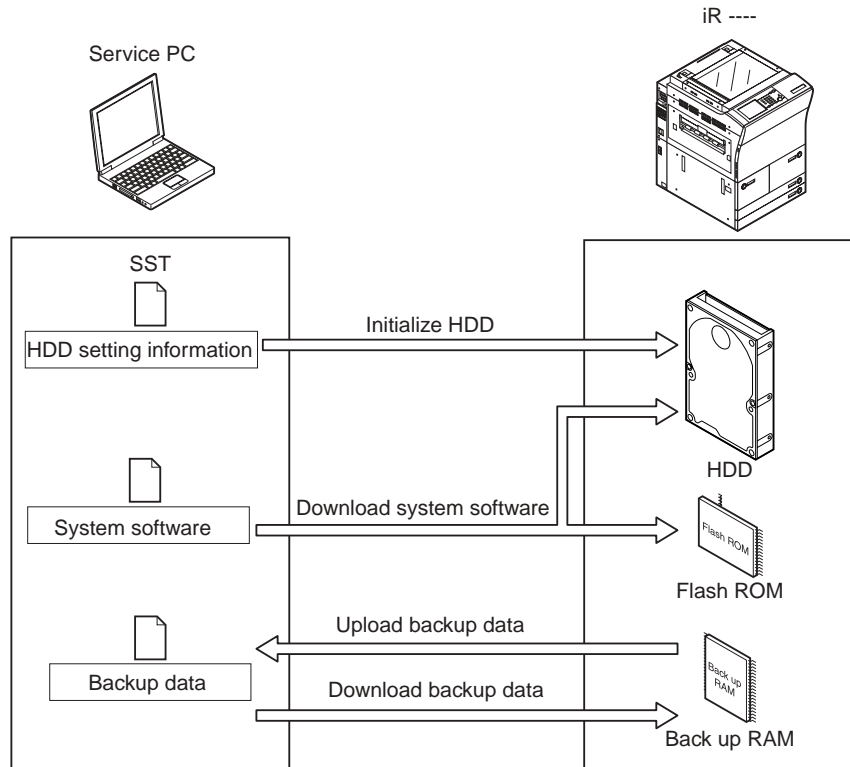 iR ----
Service PC
SST
HDD setting information
Initialize HDD
HDD
System software
Download system software
Flash ROM
Flash ROM
Backup data
Upload backup data
Download backup data
Back up
RAM
Back up RAM